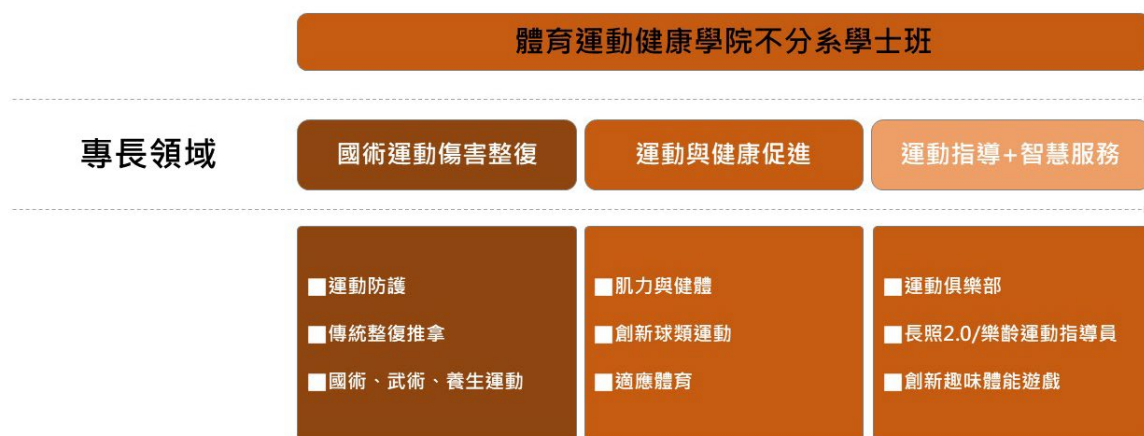 體育運動健康學院不分系學士班
專長領域
國術運動傷害整復
運動與健康促進
運動指導+智慧服務
■運動防護
■傳統整復推拿
■國術、武術、養生運動
■肌力與健體
■創新球類運動
■適應體育
■運動俱樂部
■長照2.0/樂齡運動指導員
■創新趣味體能遊戲